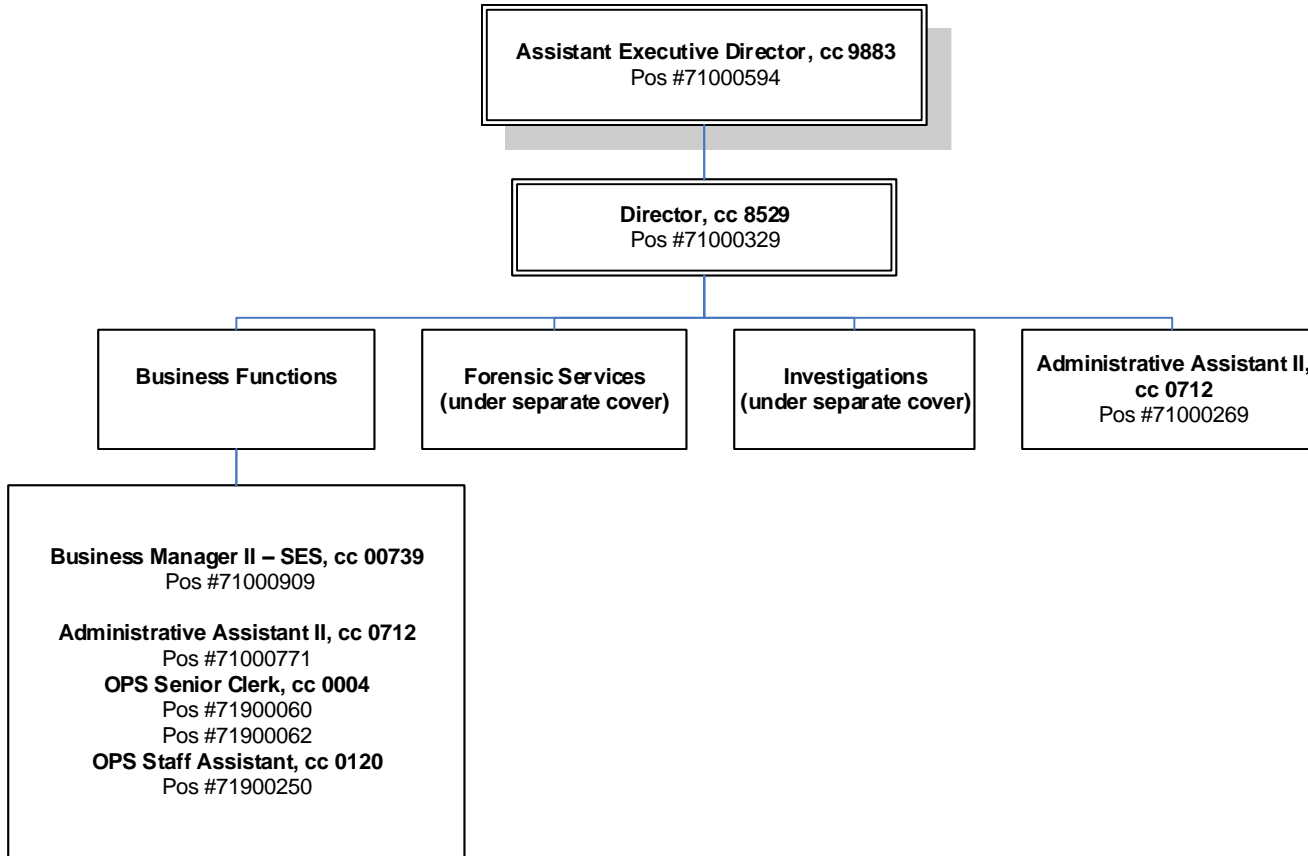 Assistant Executive Director, cc 9883
Pos #71000594
Director, cc 8529
Pos #71000329
Business Functions
Forensic Services
(under separate cover)
Investigations
(under separate cover)
Administrative Assistant II,
cc 0712
Pos #71000269
Business Manager II – SES, cc 00739
Pos #71000909
Administrative Assistant II, cc 0712
Pos #71000771
OPS Senior Clerk, cc 0004
Pos #71900060
Pos #71900062
OPS Staff Assistant, cc 0120
Pos #71900250